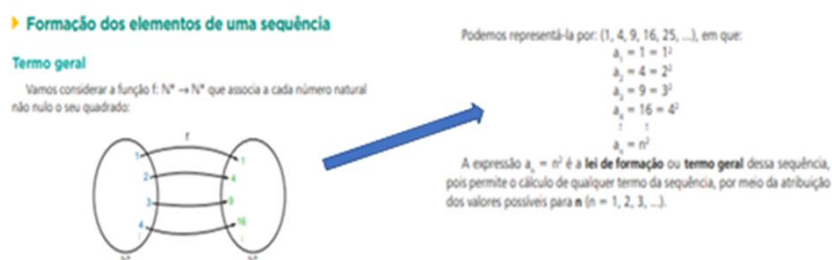 Formação dos elementos de uma sequência
Termo geral
Vamos considerar a função f: N* → N* que associa a cada número natural
não nulo o seu quadrado:
f
1 1
2 4
3 9
4 16
N* N*
Podemos representá-la por: (1, 4, 9, 16, 25, ...), em que:
a₁ = 1 = 1²
a₂ = 4 = 2²
a₃ = 9 = 3²
a₄ = 16 = 4²
aₙ = n²
A expressão aₙ = n² é a lei de formação ou termo geral dessa sequência,
pois permite o cálculo de qualquer termo da sequência, por meio da atribuição
dos valores possíveis para n (n = 1, 2, 3, ...).